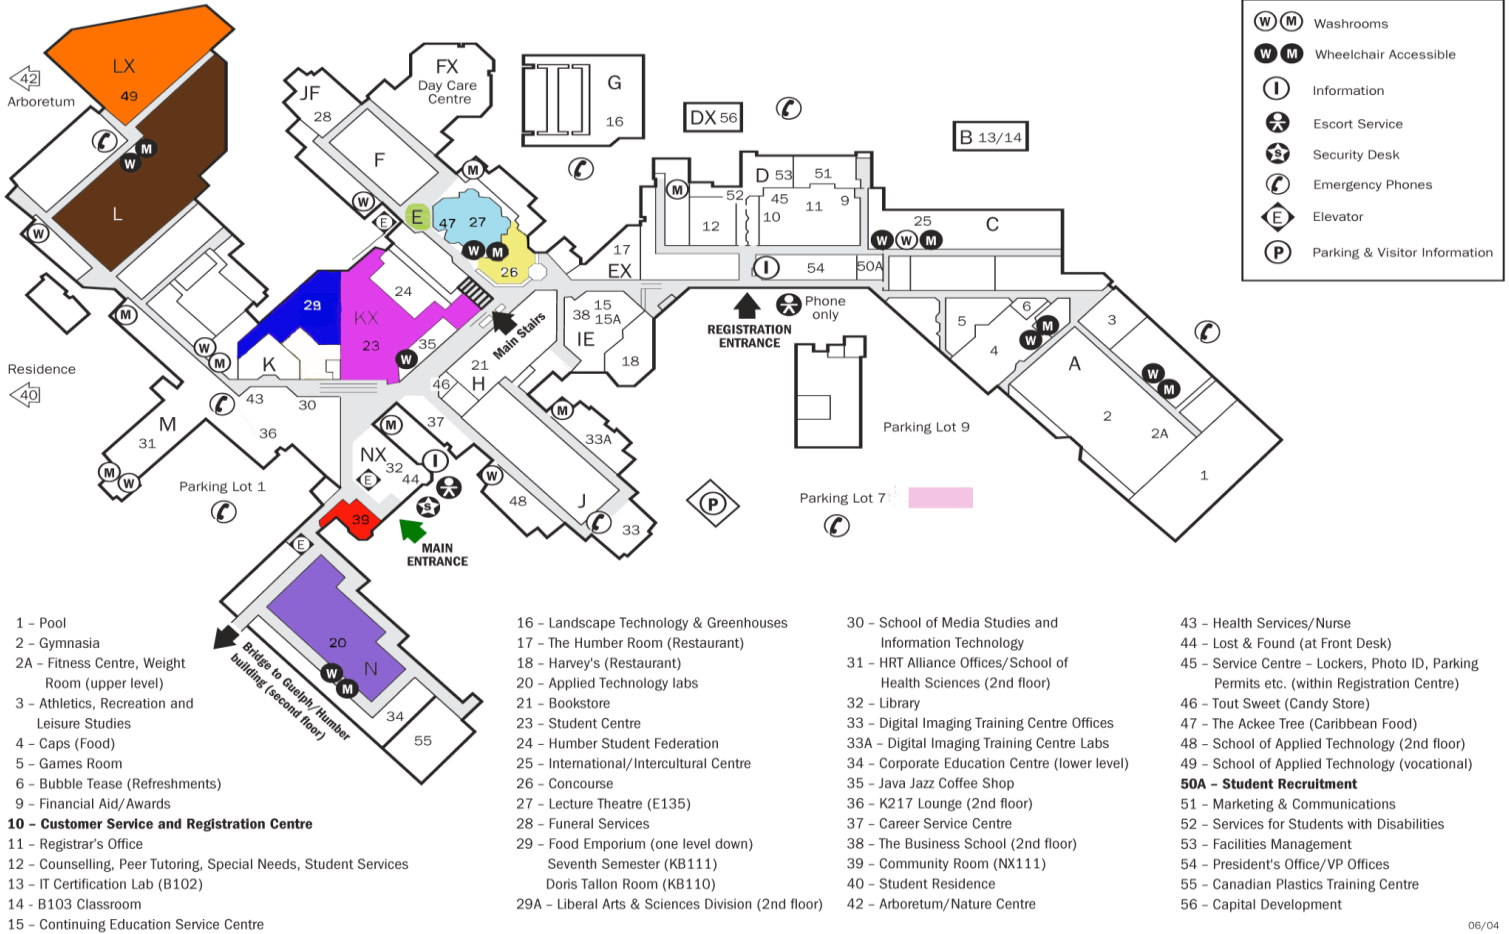 LX
49
42
Arboretum
M
W
L
W
JF
28
FX
Day Care
Centre
F
M
W
E
E
47
27
W M
26
G
16
DX 56
B 13/14
W M Washrooms
W M Wheelchair Accessible
I Information
Escort Service
S Security Desk
Emergency Phones
E Elevator
P Parking & Visitor Information
M
52
D 53
51
45
10
11
9
12
17
EX
25
C
W W M
I
54
50A
Phone
only
REGISTRATION
ENTRANCE
29
KX
24
23
35
W
Main Stairs
15
38 15A
IE
18
5
6
4
M
W
3
A
W
M
2
2A
1
M
W
M
K
Residence
40
43
30
36
M
31
M
W
Parking Lot 1
21
H
46
37
M
NX
32
E
44
I
S
W
48
M
33A
J
33
39
MAIN
ENTRANCE
P
Parking Lot 9
Parking Lot 7
E
20
W
M
N
34
55
Bridge to Guelph/Humber
building (second floor)
1 – Pool
2 – Gymnasia
2A – Fitness Centre, Weight
Room (upper level)
3 – Athletics, Recreation and
Leisure Studies
4 – Caps (Food)
5 – Games Room
6 – Bubble Tease (Refreshments)
9 – Financial Aid/Awards
10 – Customer Service and Registration Centre
11 – Registrar's Office
12 – Counselling, Peer Tutoring, Special Needs, Student Services
13 – IT Certification Lab (B102)
14 - B103 Classroom
15 – Continuing Education Service Centre
16 – Landscape Technology & Greenhouses
17 – The Humber Room (Restaurant)
18 – Harvey's (Restaurant)
20 – Applied Technology labs
21 – Bookstore
23 – Student Centre
24 – Humber Student Federation
25 – International/Intercultural Centre
26 – Concourse
27 – Lecture Theatre (E135)
28 – Funeral Services
29 – Food Emporium (one level down)
Seventh Semester (KB111)
Doris Tallon Room (KB110)
29A – Liberal Arts & Sciences Division (2nd floor)
30 – School of Media Studies and
Information Technology
31 – HRT Alliance Offices/School of
Health Sciences (2nd floor)
32 – Library
33 – Digital Imaging Training Centre Offices
33A – Digital Imaging Training Centre Labs
34 – Corporate Education Centre (lower level)
35 – Java Jazz Coffee Shop
36 – K217 Lounge (2nd floor)
37 – Career Service Centre
38 – The Business School (2nd floor)
39 – Community Room (NX111)
40 – Student Residence
42 – Arboretum/Nature Centre
43 – Health Services/Nurse
44 – Lost & Found (at Front Desk)
45 – Service Centre – Lockers, Photo ID, Parking
Permits etc. (within Registration Centre)
46 – Tout Sweet (Candy Store)
47 – The Ackee Tree (Caribbean Food)
48 – School of Applied Technology (2nd floor)
49 – School of Applied Technology (vocational)
50A – Student Recruitment
51 – Marketing & Communications
52 – Services for Students with Disabilities
53 – Facilities Management
54 – President's Office/VP Offices
55 – Canadian Plastics Training Centre
56 – Capital Development
06/04